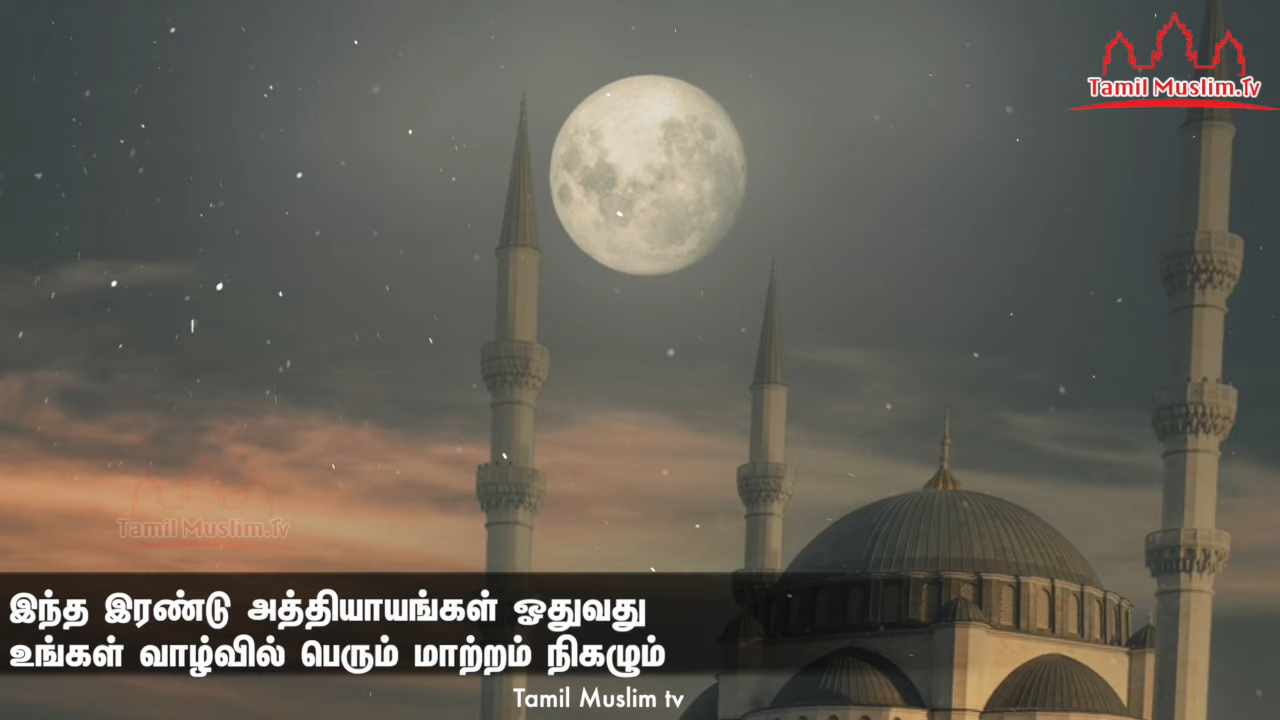 Tamil Muslim.Tv
Tamil Muslim.Tv
இந்த இரண்டு அத்தியாயங்கள் ஓதுவது
உங்கள் வாழ்வில் பெரும் மாற்றம் நிகழும்
Tamil Muslim tv